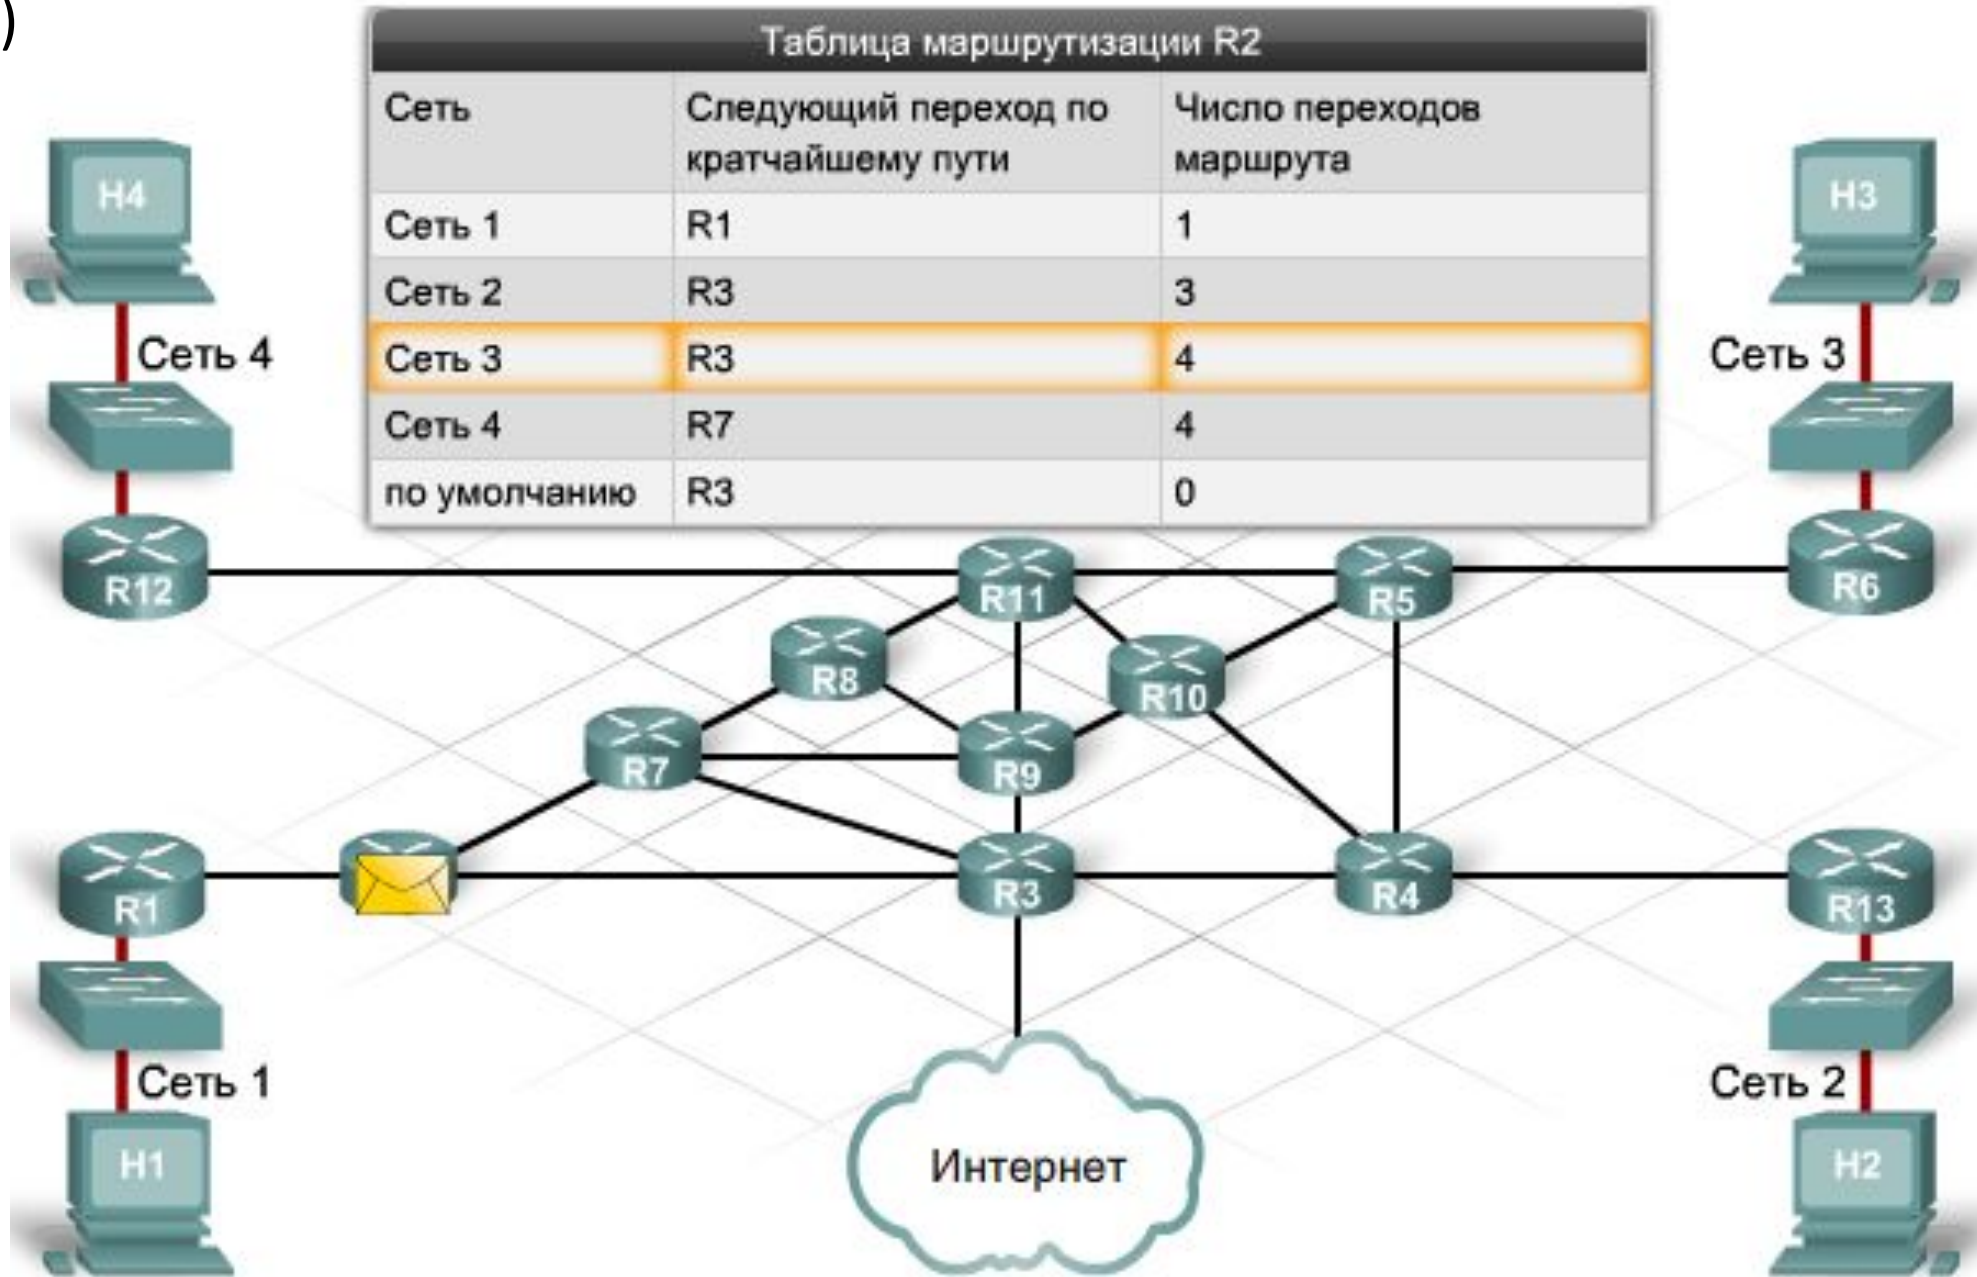 )
Таблица маршрутизации R2
Сеть
Следующий переход по
кратчайшему пути
Число переходов
маршрута
Сеть 1 R1 1
Сеть 2 R3 3
Сеть 3 R3 4
Сеть 4 R7 4
по умолчанию R3 0
H4
H3
Сеть 4
Сеть 3
R12
R11
R5
R6
R8
R10
R7
R9
R1
R3
R4
R13
Сеть 1
Сеть 2
H1
Интернет
H2